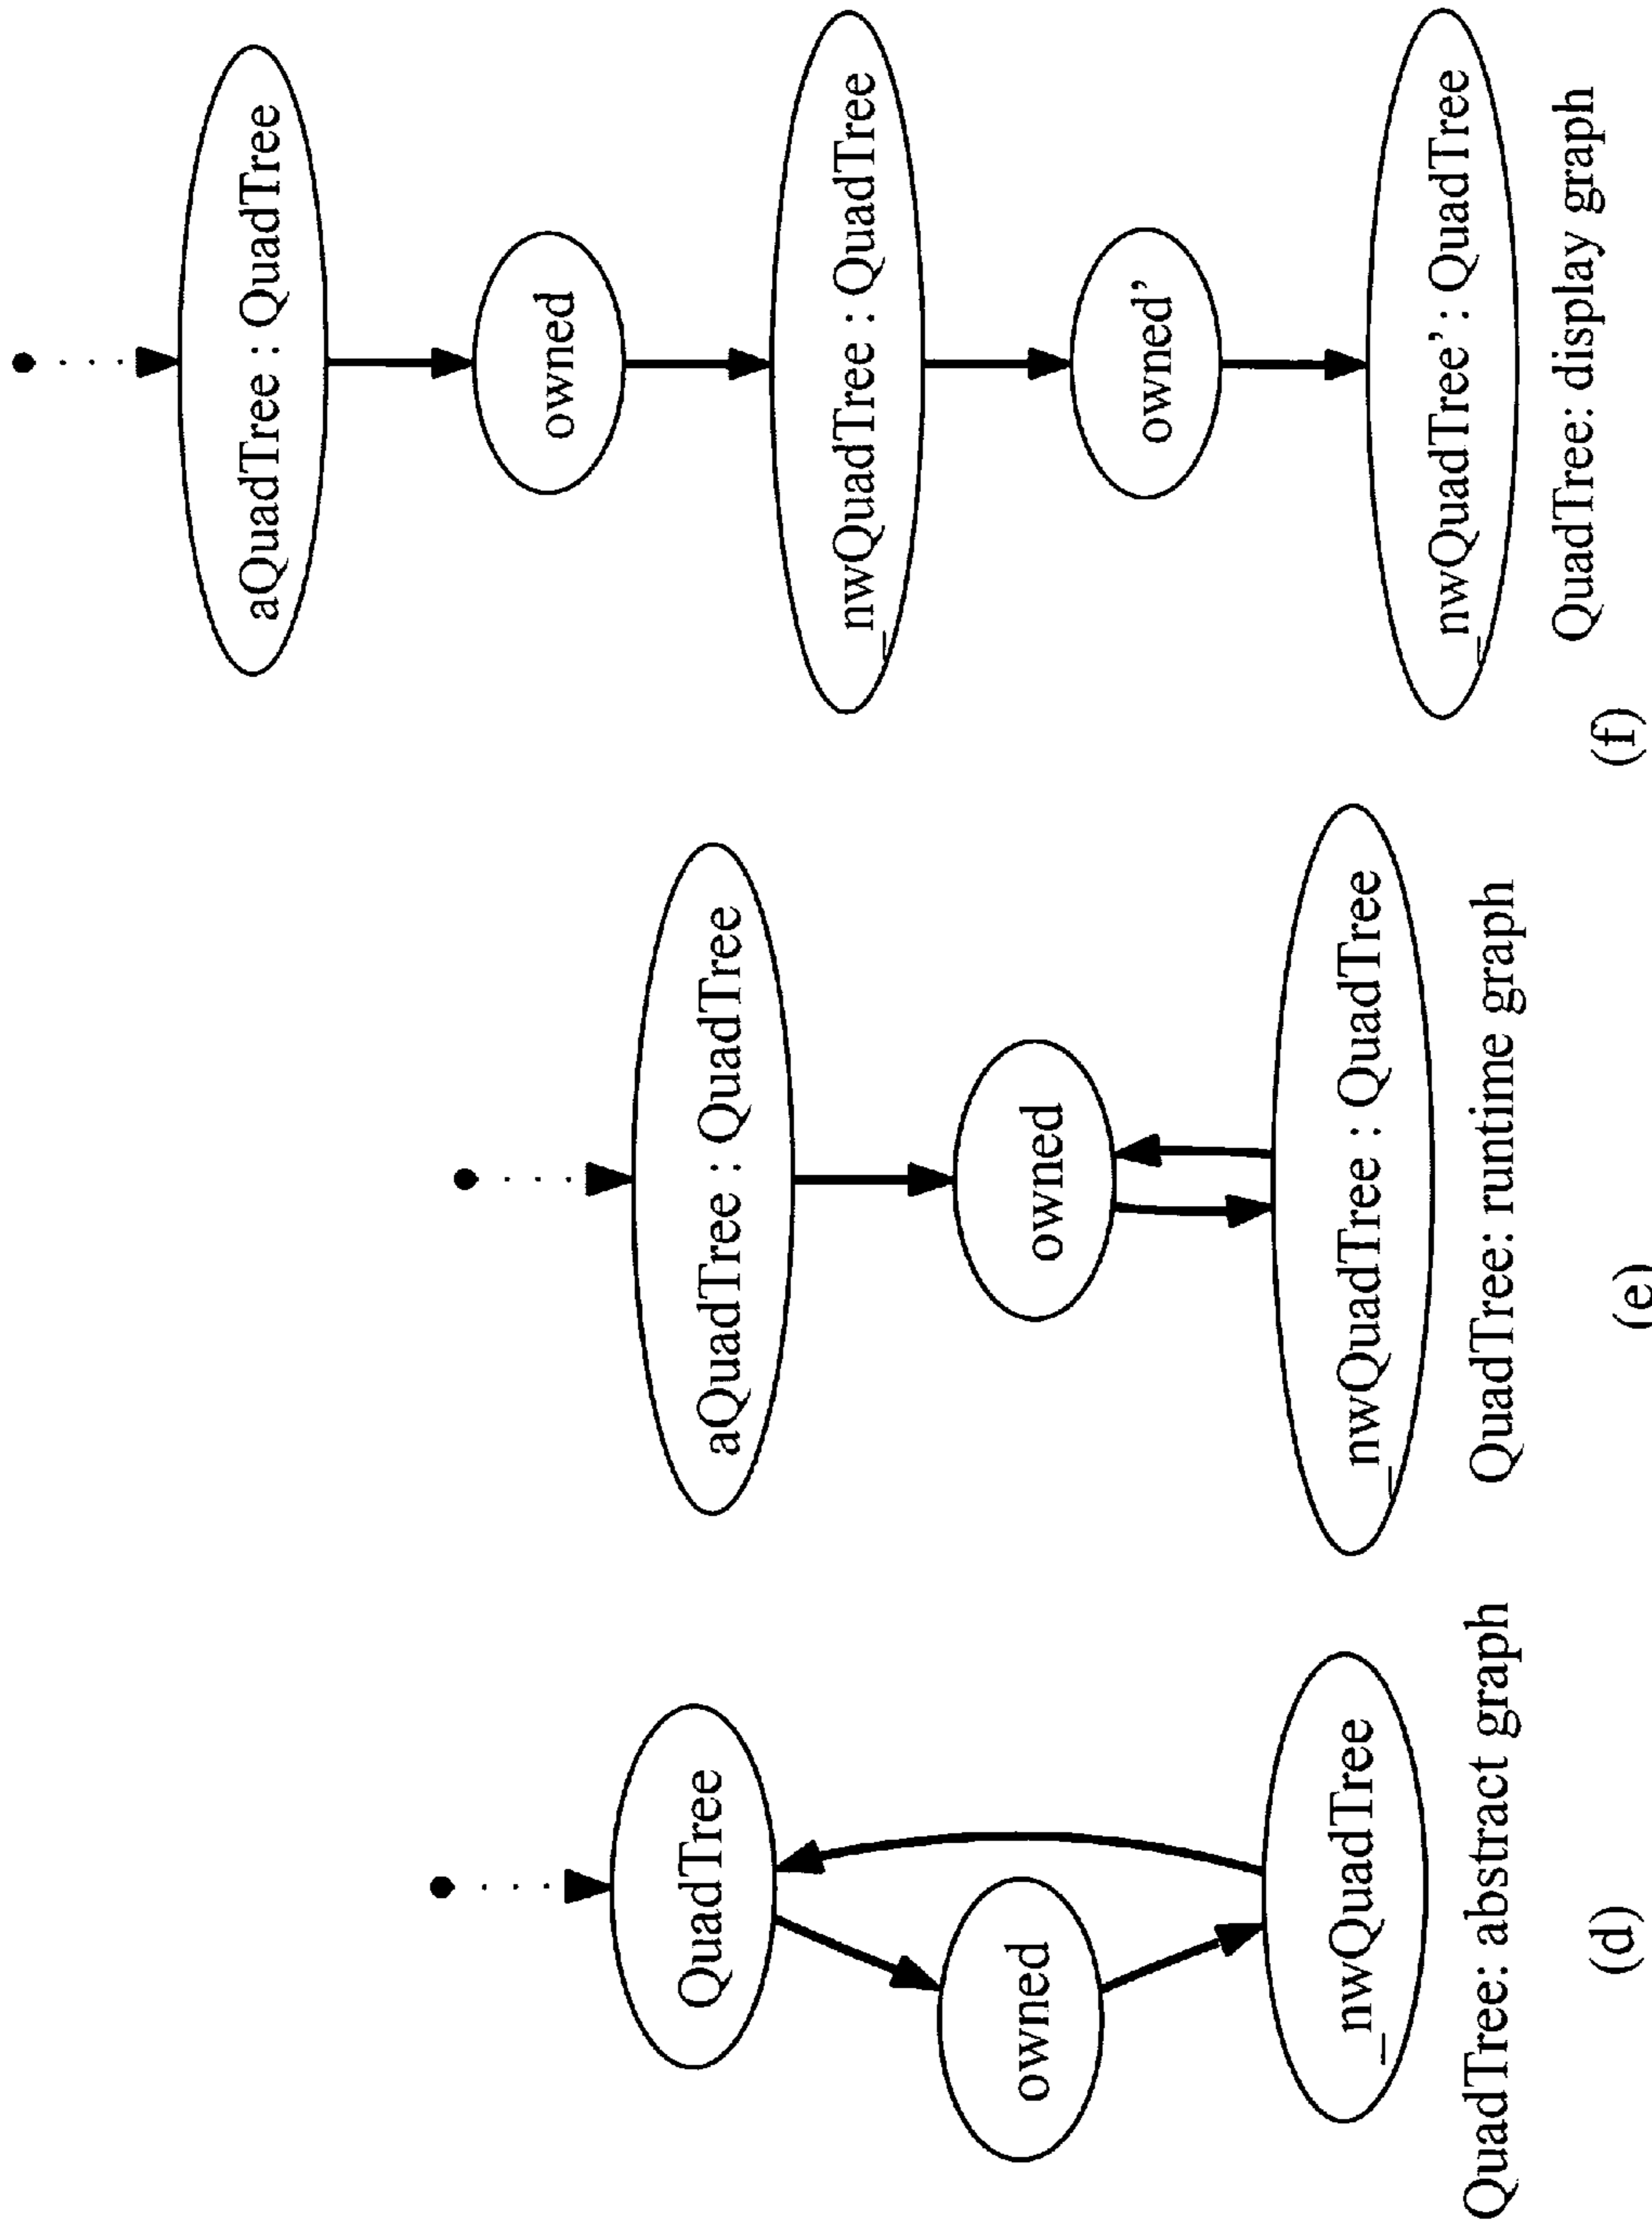 QuadTree
owned
_nwQuadTree
QuadTree: abstract graph
(d)
aQuadTree : QuadTree
owned
_nwQuadTree : QuadTree
QuadTree: runtime graph
(e)
aQuadTree : QuadTree
owned
_nwQuadTree : QuadTree
owned'
_nwQuadTree' : QuadTree
QuadTree: display graph
(f)